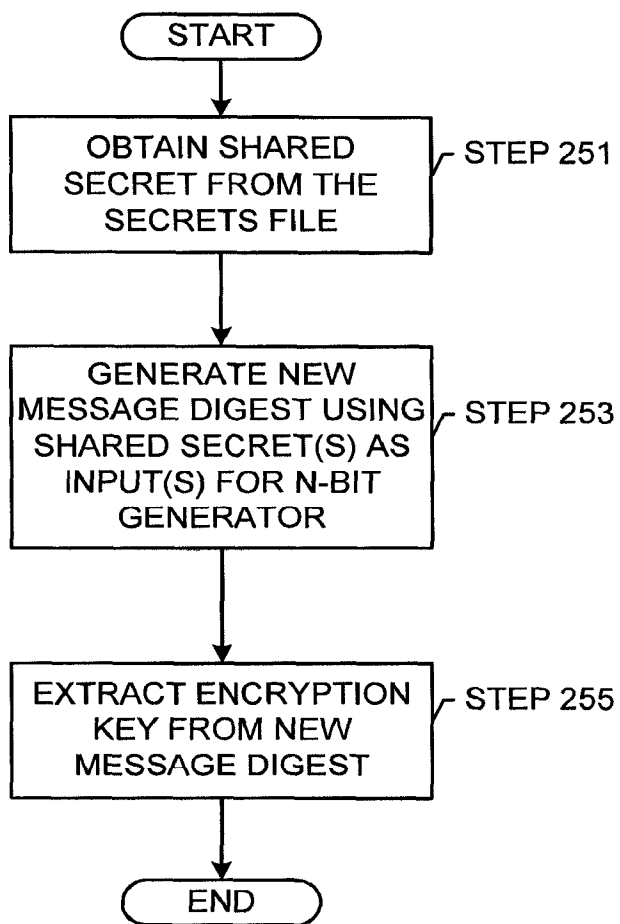 START
OBTAIN SHARED
SECRET FROM THE
SECRETS FILE
STEP 251
GENERATE NEW
MESSAGE DIGEST USING
SHARED SECRET(S) AS
INPUT(S) FOR N-BIT
GENERATOR
STEP 253
EXTRACT ENCRYPTION
KEY FROM NEW
MESSAGE DIGEST
STEP 255
END